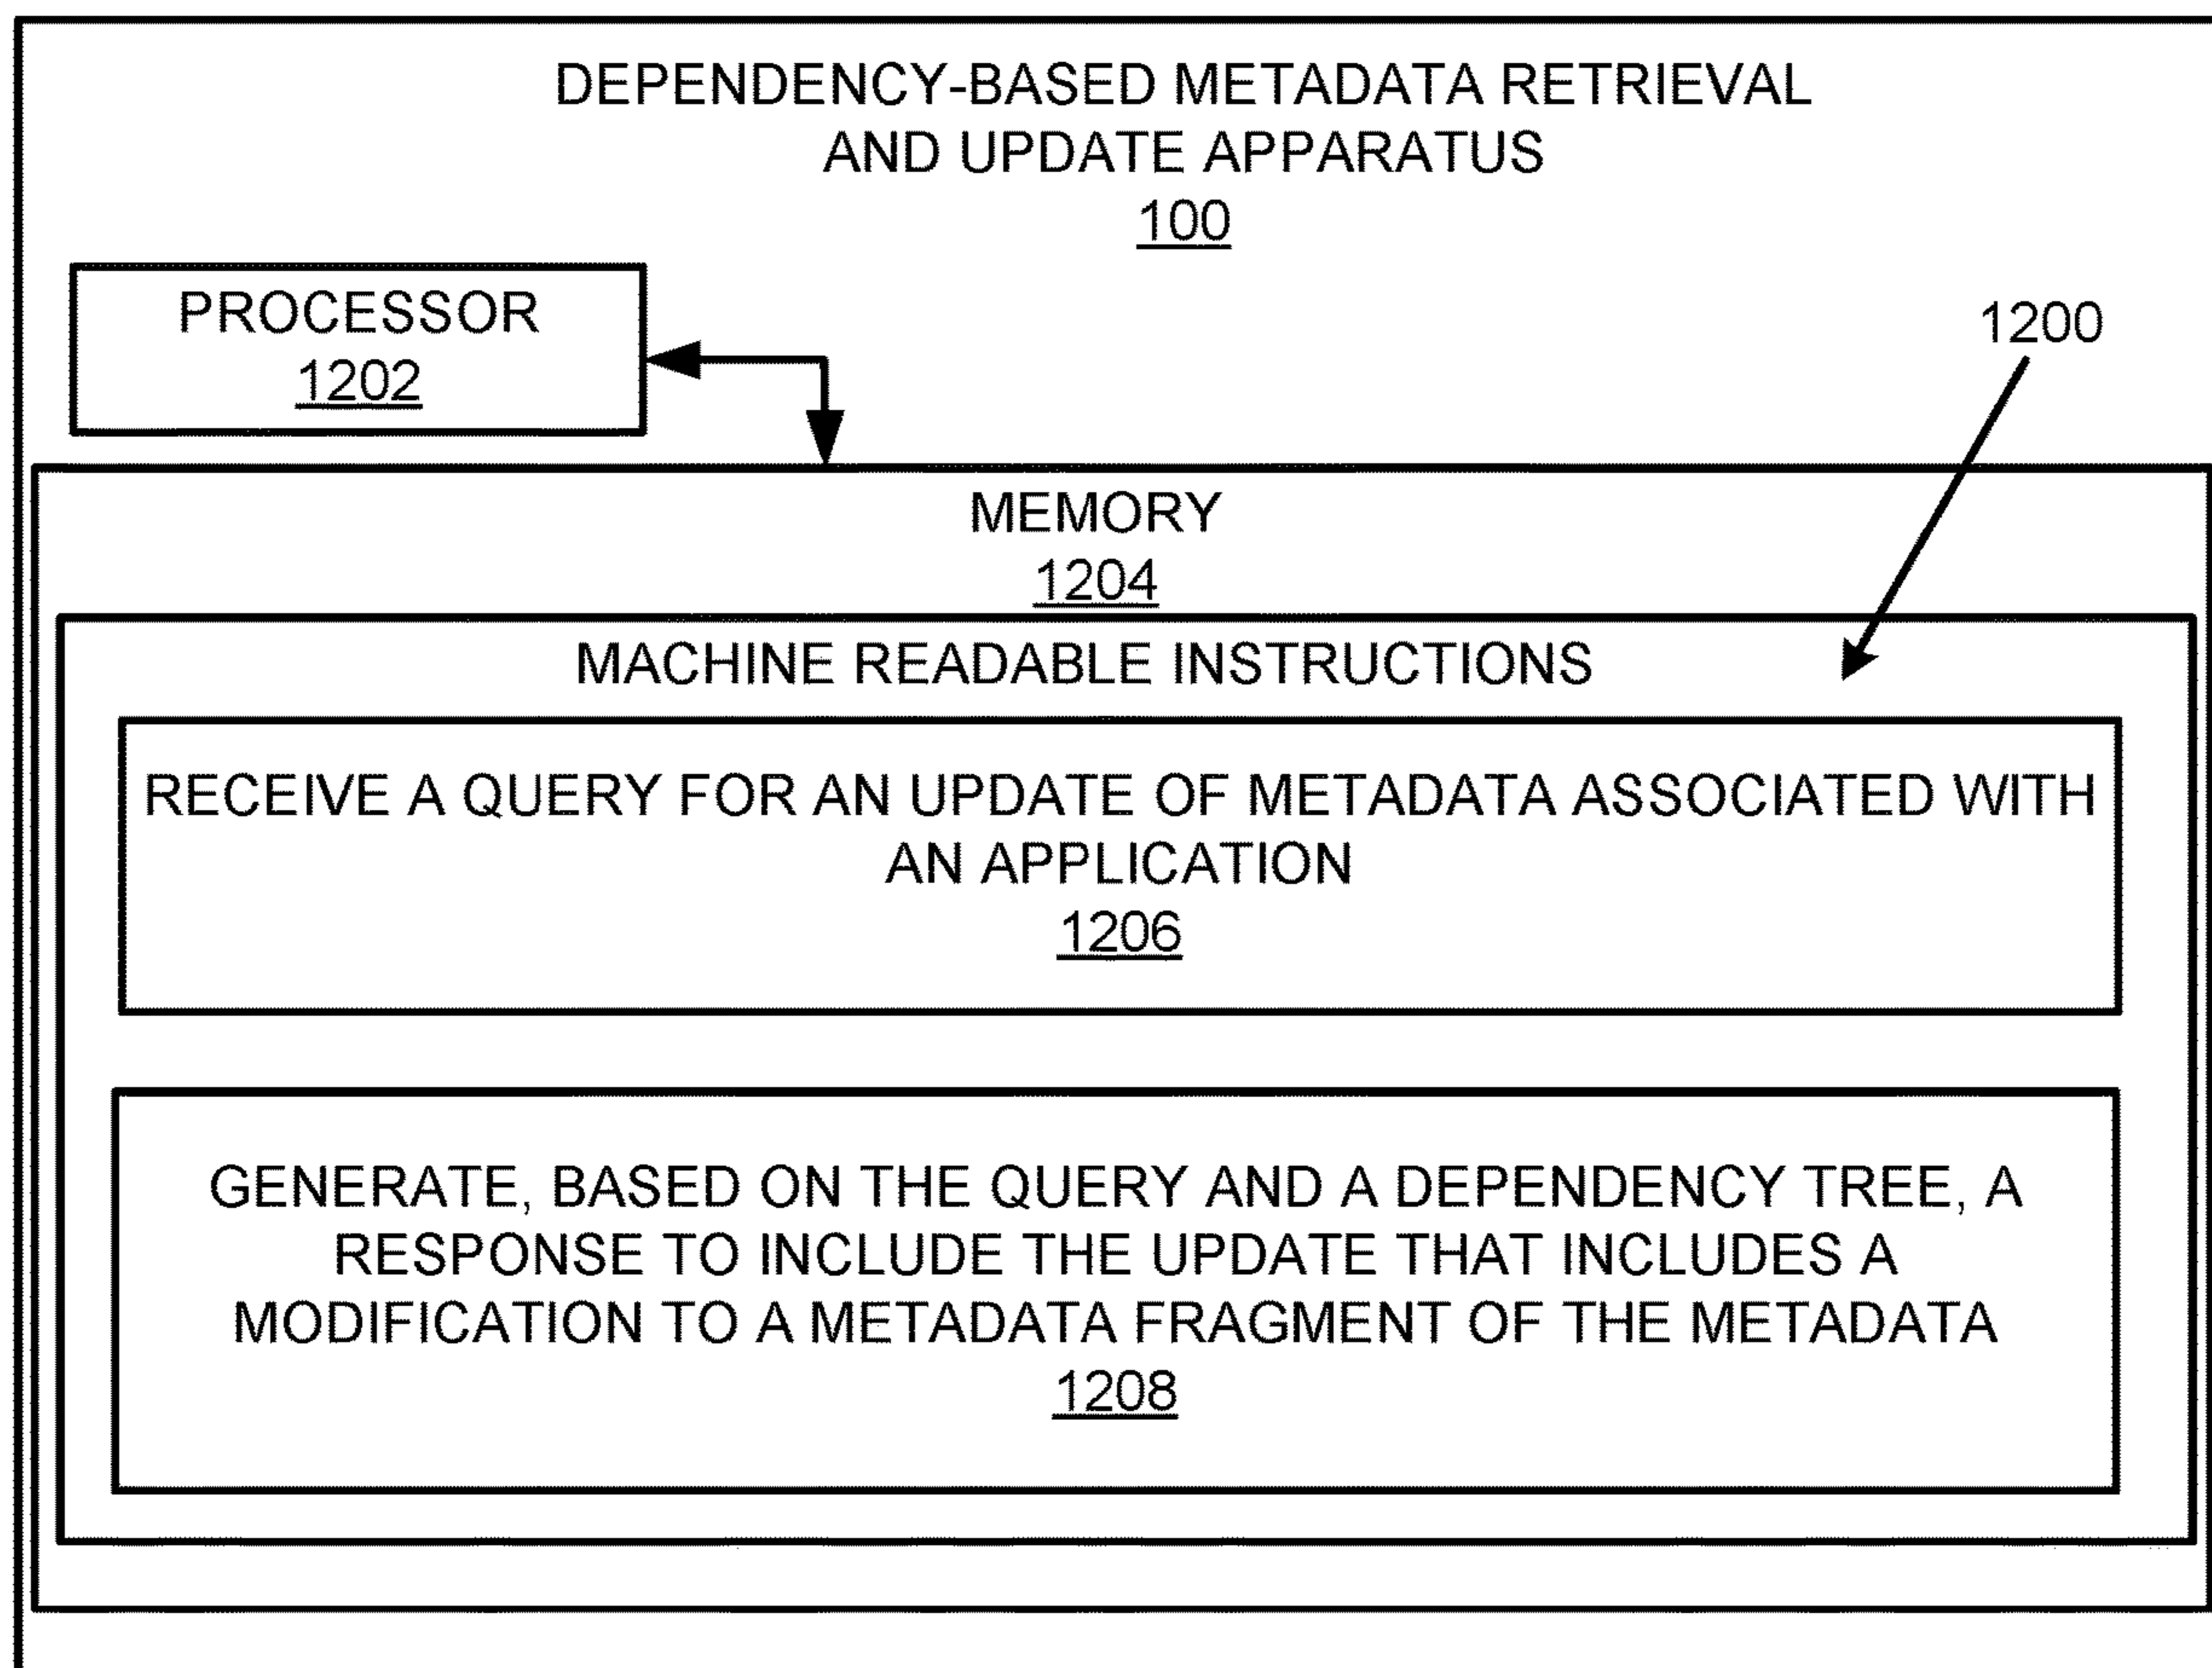 DEPENDENCY-BASED METADATA RETRIEVAL
AND UPDATE APPARATUS
100
PROCESSOR
1202
1200
MEMORY
1204
MACHINE READABLE INSTRUCTIONS
RECEIVE A QUERY FOR AN UPDATE OF METADATA ASSOCIATED WITH
AN APPLICATION
1206
GENERATE, BASED ON THE QUERY AND A DEPENDENCY TREE, A
RESPONSE TO INCLUDE THE UPDATE THAT INCLUDES A
MODIFICATION TO A METADATA FRAGMENT OF THE METADATA
1208